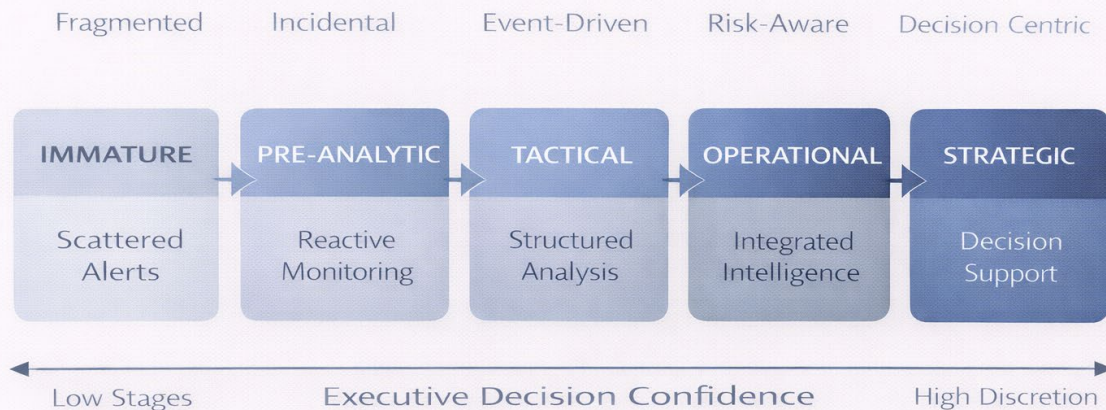 Fragmented
Incidental
Event-Driven
Risk-Aware
Decision Centric
IMMATURE
PRE-ANALYTIC
TACTICAL
OPERATIONAL
STRATEGIC
Scattered
Alerts
Reactive
Monitoring
Structured
Analysis
Integrated
Intelligence
Decision
Support
Low Stages
Executive Decision Confidence
High Discretion